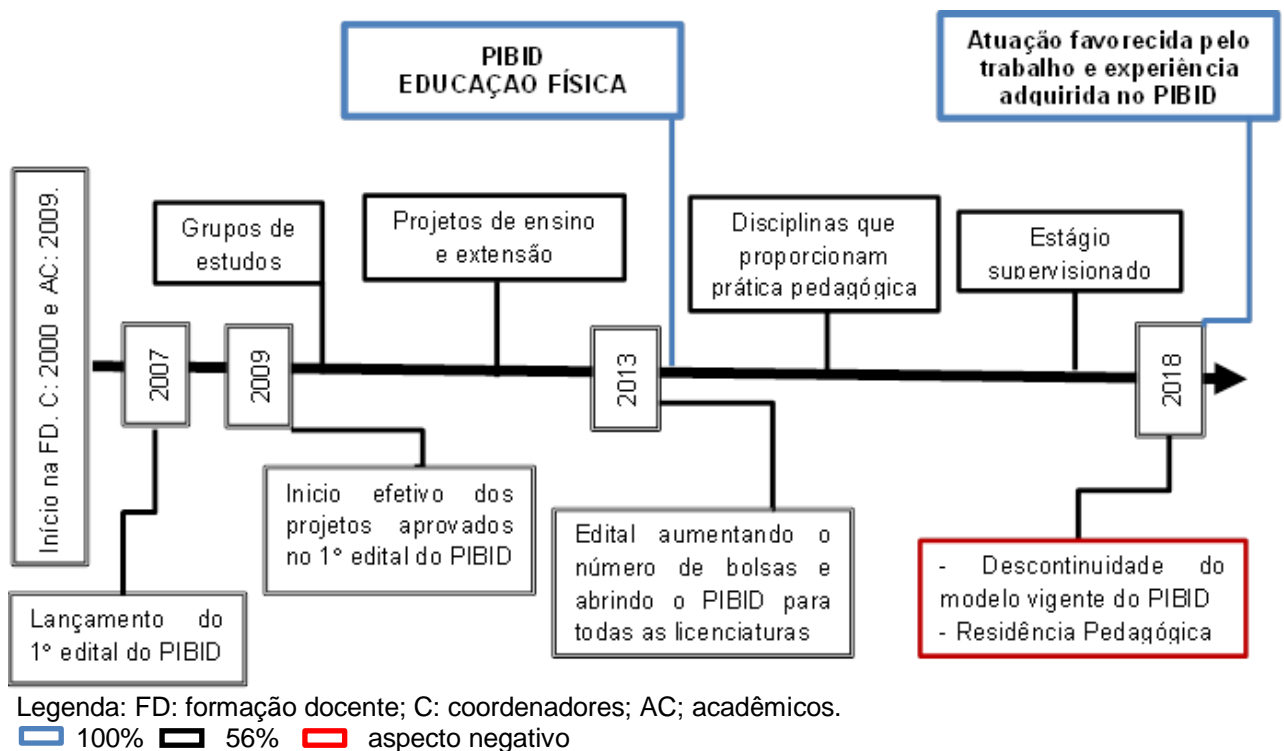 PIBID
EDUCAÇAO FÍSICA
Atuação favorecida pelo
trabalho e experiência
adquirida no PIBID
Início na FD. C: 2000 e AC: 2009.
Grupos de
estudos
Projetos de ensino
e extensão
Disciplinas que
proporcionam
prática pedagógica
Estágio
supervisionado
2007
2009
2013
2018
Lançamento do
1° edital do PIBID
Inicio efetivo dos
projetos aprovados
no 1° edital do PIBID
Edital aumentando o
número de bolsas e
abrindo o PIBID para
todas as licenciaturas
- Descontinuidade do
modelo vigente do PIBID
- Residência Pedagógica
Legenda: FD: formação docente; C: coordenadores; AC; acadêmicos.
100% 56% aspecto negativo